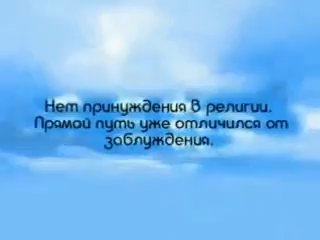 Нет принуждения в религии.
Прямой путь уже отличился от
заблуждения.